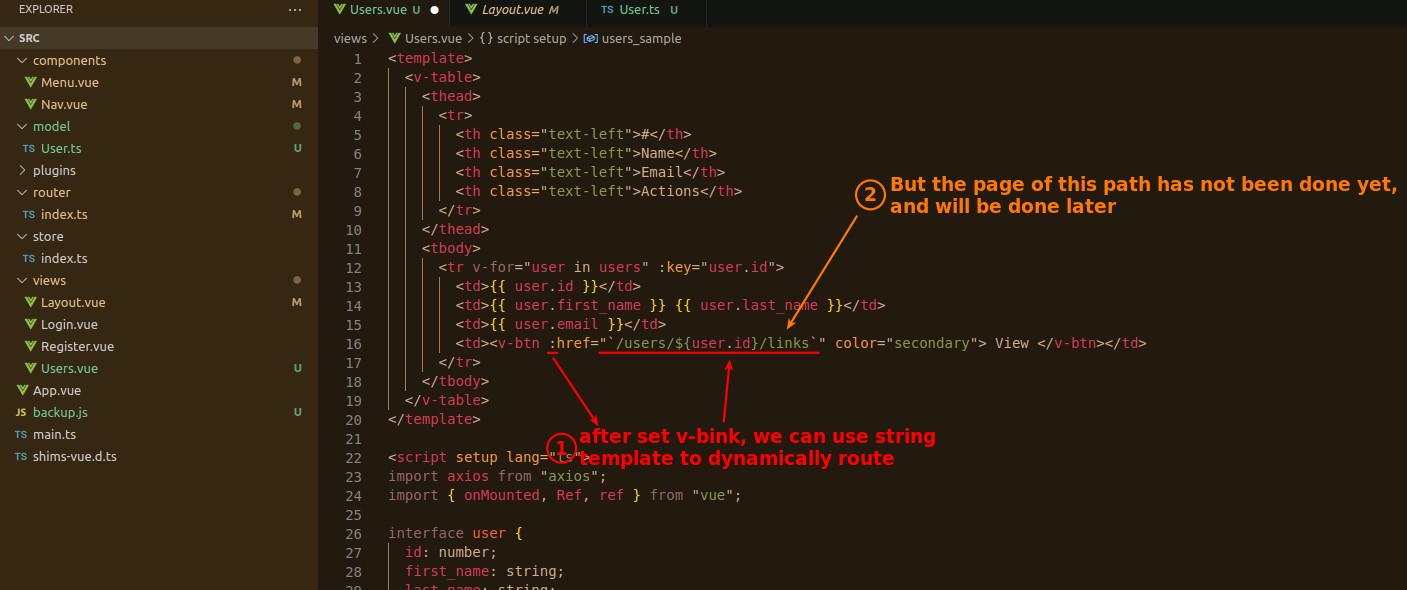 EXPLORER ...
SRC
components
Menu.vue M
Nav.vue M
model
TS User.ts U
plugins
router
TS index.ts M
store
TS index.ts
views
Layout.vue M
Login.vue
Register.vue
Users.vue U
App.vue
JS backup.js U
TS main.ts
TS shims-vue.d.ts
Users.vue U Layout.vue M TS User.ts U
views > Users.vue > {} script setup > users_sample
1 <template>
2 <v-table>
3 <thead>
4 <tr>
5 <th class="text-left">#</th>
6 <th class="text-left">Name</th>
7 <th class="text-left">Email</th>
8 <th class="text-left">Actions</th>
9 </tr>
10 </thead>
11 <tbody>
12 <tr v-for="user in users" :key="user.id">
13 <td>{{ user.id }}</td>
14 <td>{{ user.first_name }} {{ user.last_name }}</td>
15 <td>{{ user.email }}</td>
16 <td><v-btn :href="`/users/${user.id}/links`" color="secondary"> View </v-btn></td>
17 </tr>
18 </tbody>
19 </v-table>
20 </template>
21
22 <script setup lang="ts">
23 import axios from "axios";
24 import { onMounted, Ref, ref } from "vue";
25
26 interface user {
27 id: number;
28 first_name: string;
29 last_name: string;
2 But the page of this path has not been done yet,
and will be done later
1 after set v-bink, we can use string
template to dynamically route